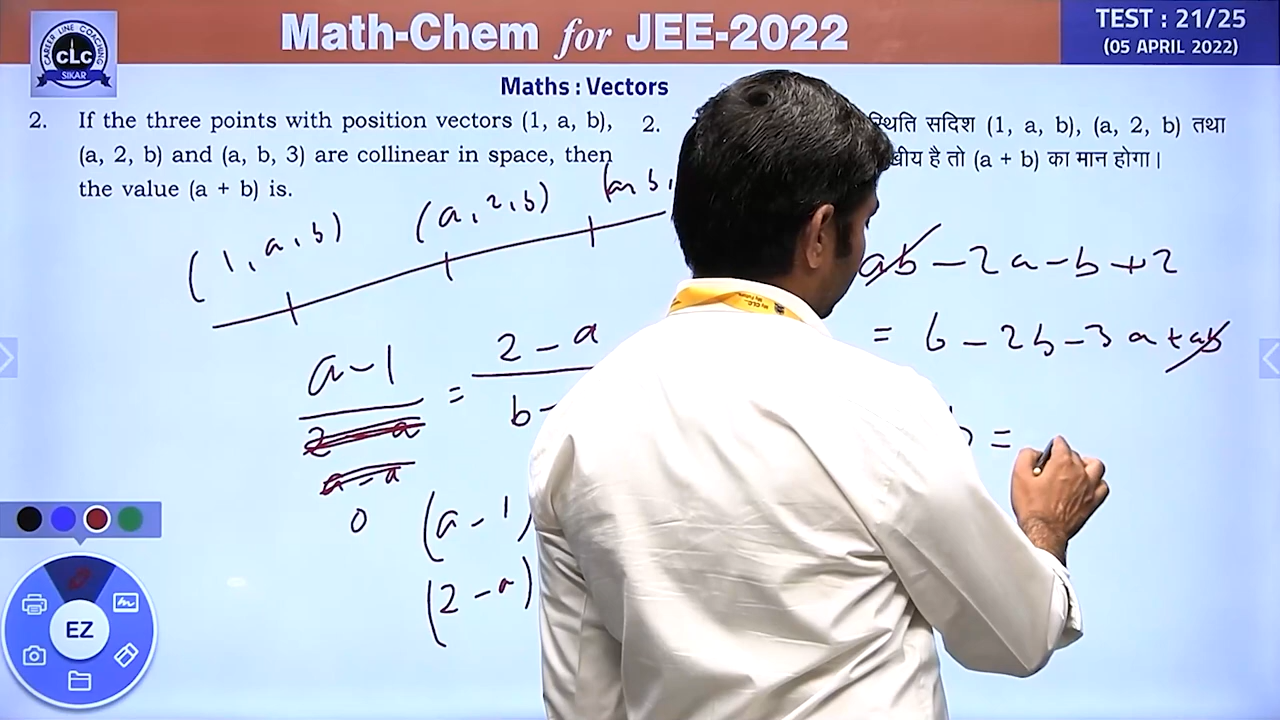 CAREER LINE COACHING
CLC
SIKAR
Math-Chem for JEE-2022
TEST : 21/25
(05 APRIL 2022)
Maths : Vectors
2. If the three points with position vectors (1, a, b),
(a, 2, b) and (a, b, 3) are collinear in space, then
the value (a + b) is.
2.
स्थिति सदिश (1, a, b), (a, 2, b) तथा
है तो (a + b) का मान होगा।
(1, a, b)
(a, 2, b)
a-1
=
2-a
b-
2-a
a-a
0
(a-1)
(2-a)
ab - 2a - b + 2
= 6 - 2b - 3a + ab
b =
EZ